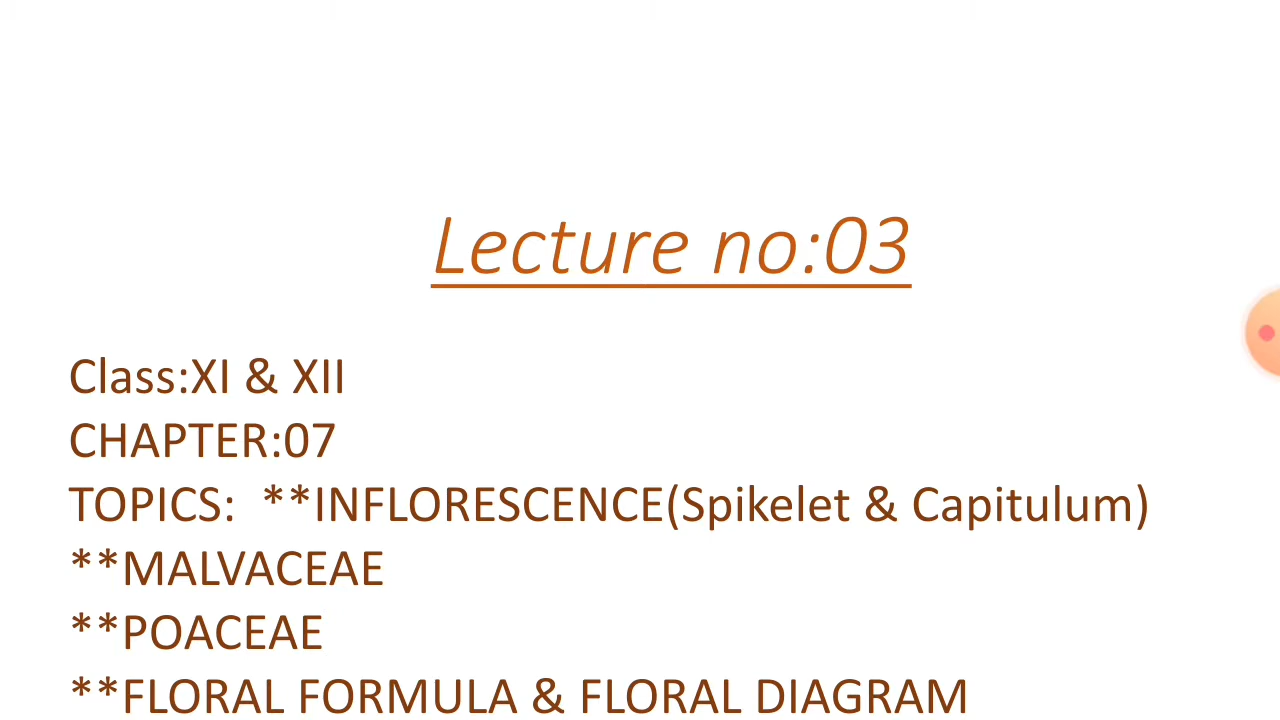 Lecture no:03
Class:XI & XII
CHAPTER:07
TOPICS:  **INFLORESCENCE(Spikelet & Capitulum)
**MALVACEAE
**POACEAE
**FLORAL FORMULA & FLORAL DIAGRAM